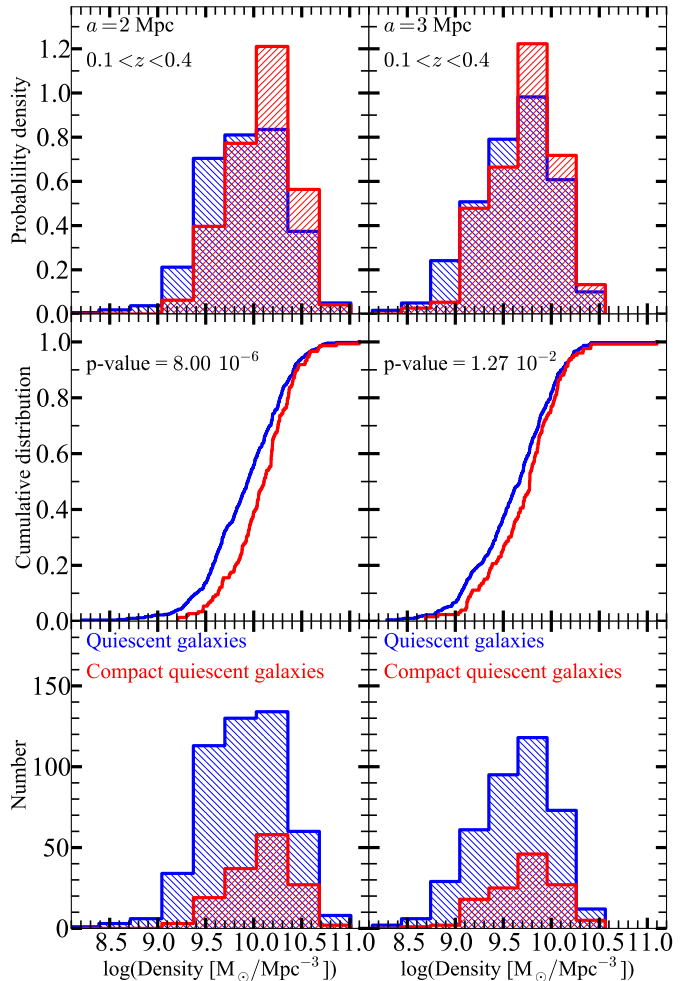 a = 2 Mpc
0.1 < z < 0.4
a = 3 Mpc
0.1 < z < 0.4
Probablility density
1.2
1.0
0.8
0.6
0.4
0.2
0.0
p-value = 8.00 10⁻⁶
p-value = 1.27 10⁻²
Cumulative distribution
1.0
0.8
0.6
0.4
0.2
0.0
Quiescent galaxies
Compact quiescent galaxies
Quiescent galaxies
Compact quiescent galaxies
Number
150
100
50
0
8.5 9.0 9.5 10.0 10.5 11.0
8.5 9.0 9.5 10.0 10.5 11.0
log(Density [M⊙/Mpc⁻³)
log(Density [M⊙/Mpc⁻³)